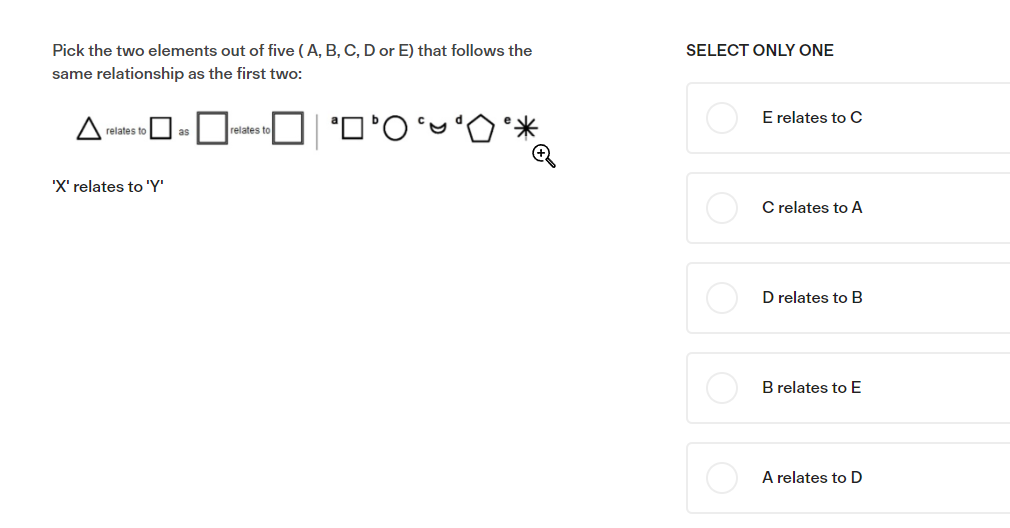 Pick the two elements out of five ( A, B, C, D or E) that follows the
same relationship as the first two:
relates to as relates to a b c d e
'X' relates to 'Y'
SELECT ONLY ONE
E relates to C
C relates to A
D relates to B
B relates to E
A relates to D